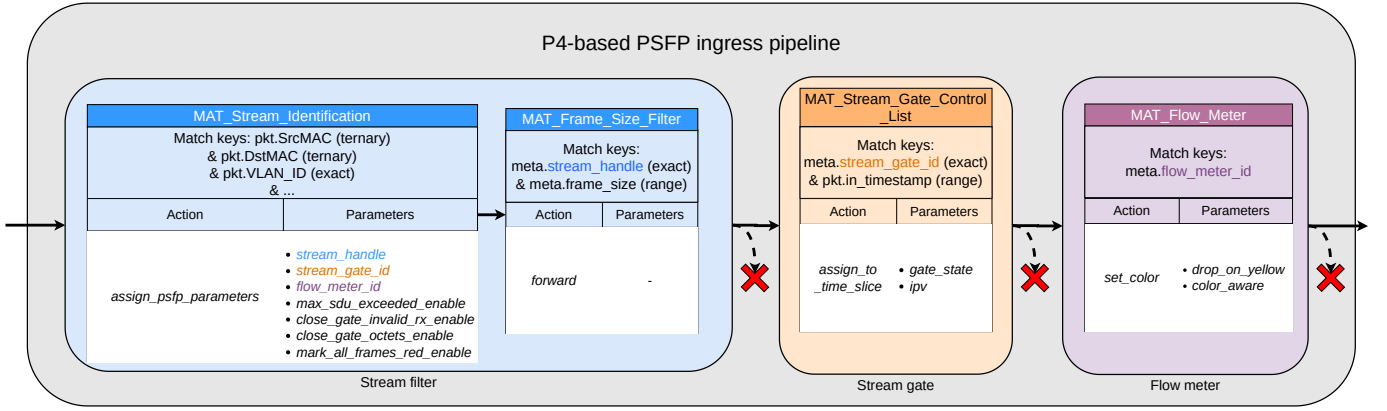 P4-based PSFP ingress pipeline
MAT_Stream_Identification
Match keys: pkt.SrcMAC (ternary)
& pkt.DstMAC (ternary)
& pkt.VLAN_ID (exact)
& ...
Action
Parameters
assign_psfp_parameters
• stream_handle
• stream_gate_id
• flow_meter_id
• max_sdu_exceeded_enable
• close_gate_invalid_rx_enable
• close_gate_octets_enable
• mark_all_frames_red_enable
MAT_Frame_Size_Filter
Match keys:
meta.stream_handle (exact)
& meta.frame_size (range)
Action
Parameters
forward
-
Stream filter
MAT_Stream_Gate_Control
_List
Match keys:
meta.stream_gate_id (exact)
& pkt.in_timestamp (range)
Action
Parameters
assign_to
_time_slice
• gate_state
• ipv
Stream gate
MAT_Flow_Meter
Match keys:
meta.flow_meter_id
Action
Parameters
set_color
• drop_on_yellow
• color_aware
Flow meter